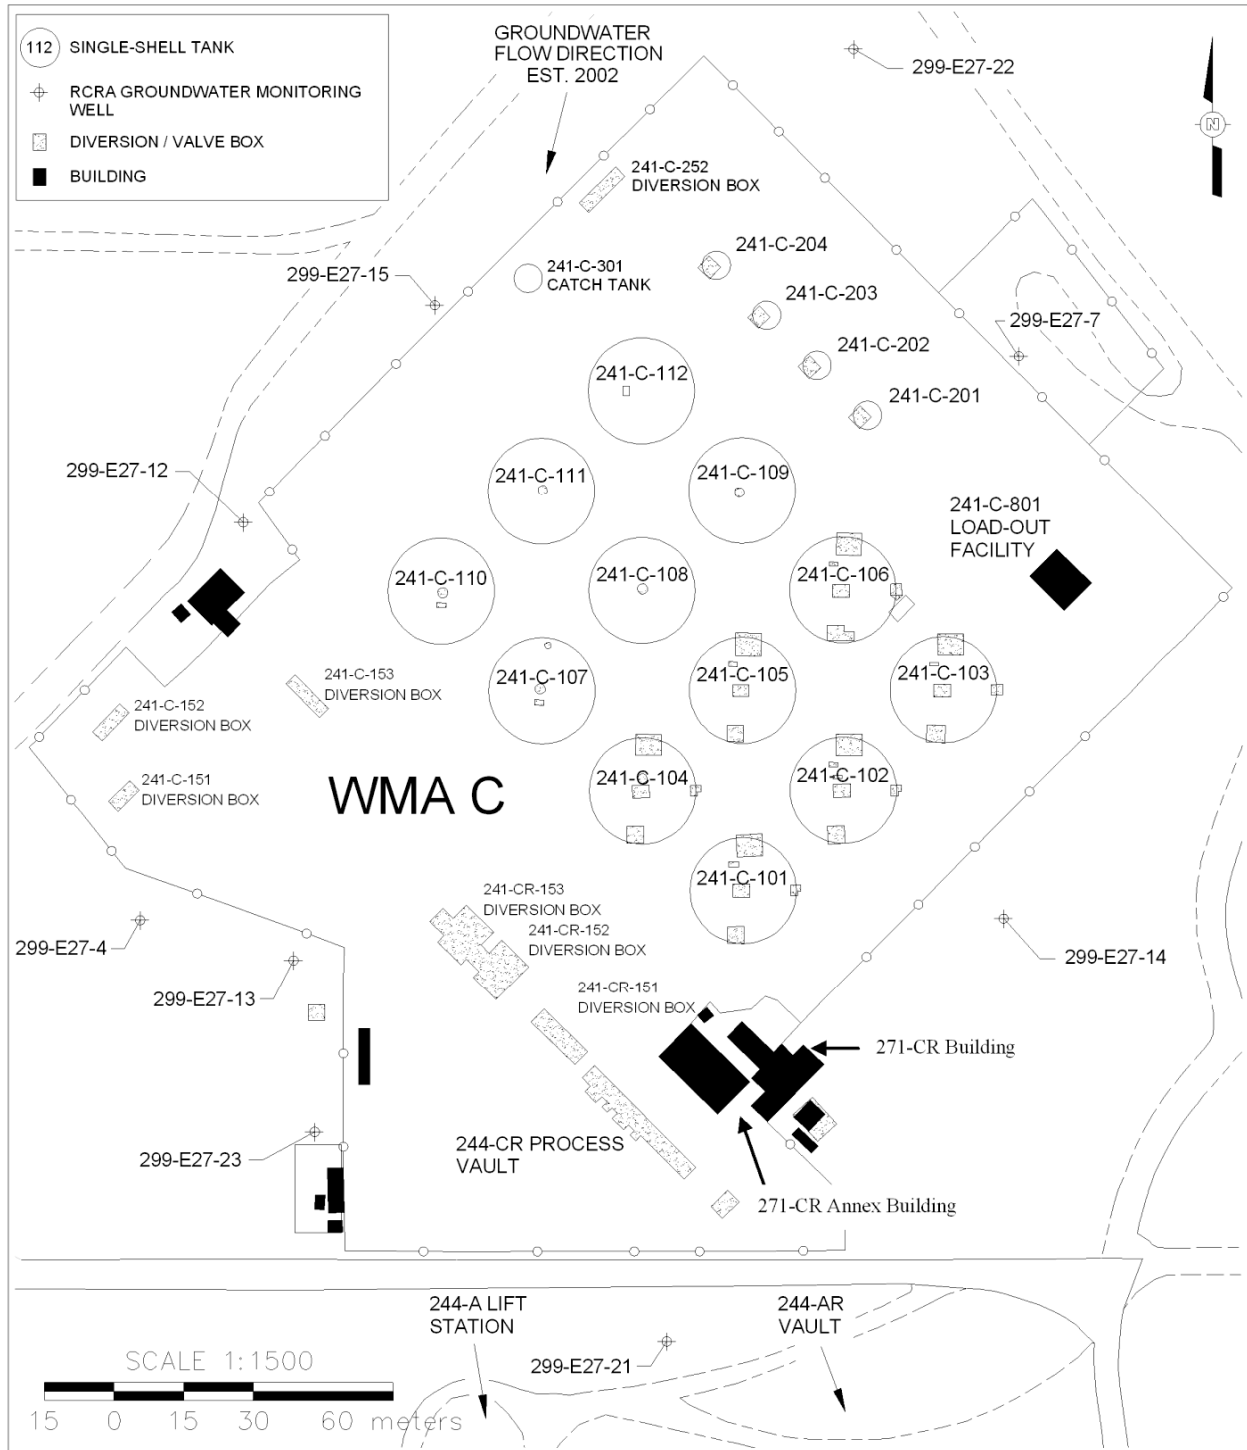 112 SINGLE-SHELL TANK
RCRA GROUNDWATER MONITORING
WELL
DIVERSION / VALVE BOX
BUILDING
GROUNDWATER
FLOW DIRECTION
EST. 2002
299-E27-22
N
241-C-252
DIVERSION BOX
241-C-204
241-C-301
CATCH TANK
299-E27-15
241-C-203
299-E27-7
241-C-202
241-C-112
241-C-201
299-E27-12
241-C-111
241-C-109
241-C-801
LOAD-OUT
FACILITY
241-C-110
241-C-108
241-C-106
241-C-153
DIVERSION BOX
241-C-107
241-C-105
241-C-103
241-C-152
DIVERSION BOX
241-C-151
DIVERSION BOX
WMA C
241-C-104
241-C-102
241-C-101
241-CR-153
DIVERSION BOX
241-CR-152
DIVERSION BOX
299-E27-4
299-E27-14
299-E27-13
241-CR-151
DIVERSION BOX
271-CR Building
244-CR PROCESS
VAULT
299-E27-23
271-CR Annex Building
244-A LIFT
STATION
244-AR
VAULT
299-E27-21
SCALE 1:1500
15 0 15 30 60 meters